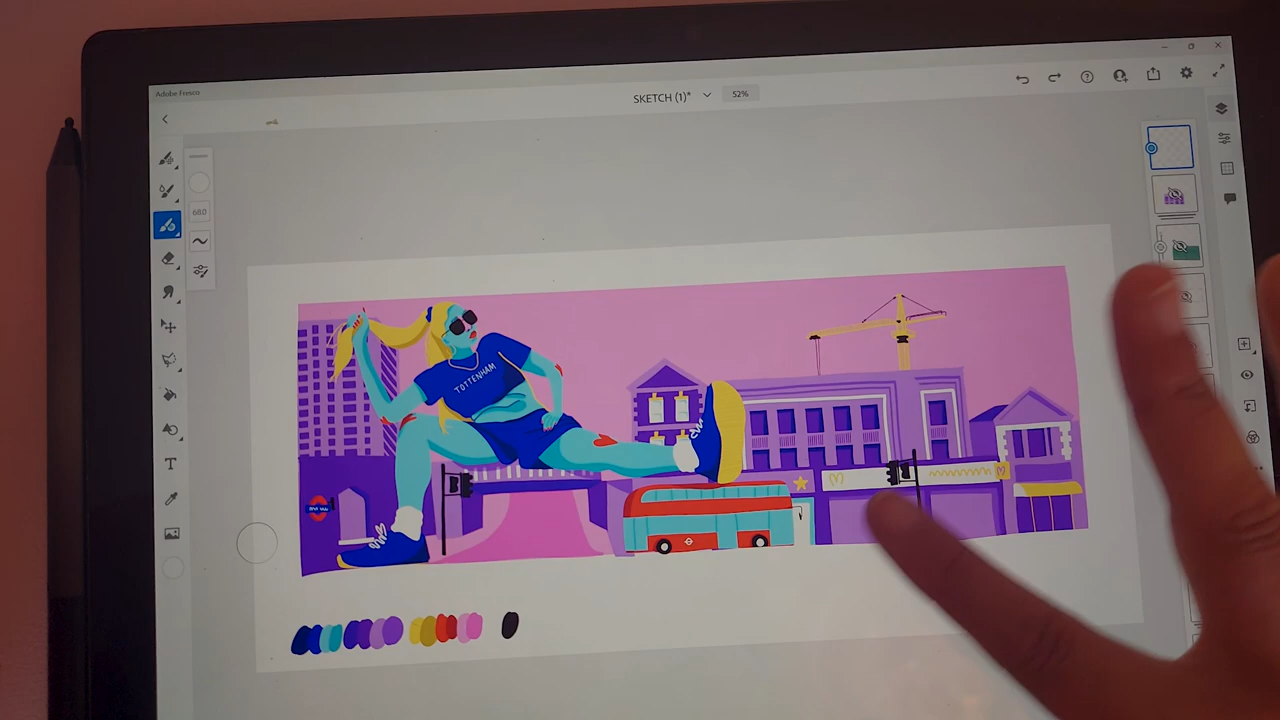 Adobe Fresco
SKETCH (1)*
52%
680
TOTTENHAM
T